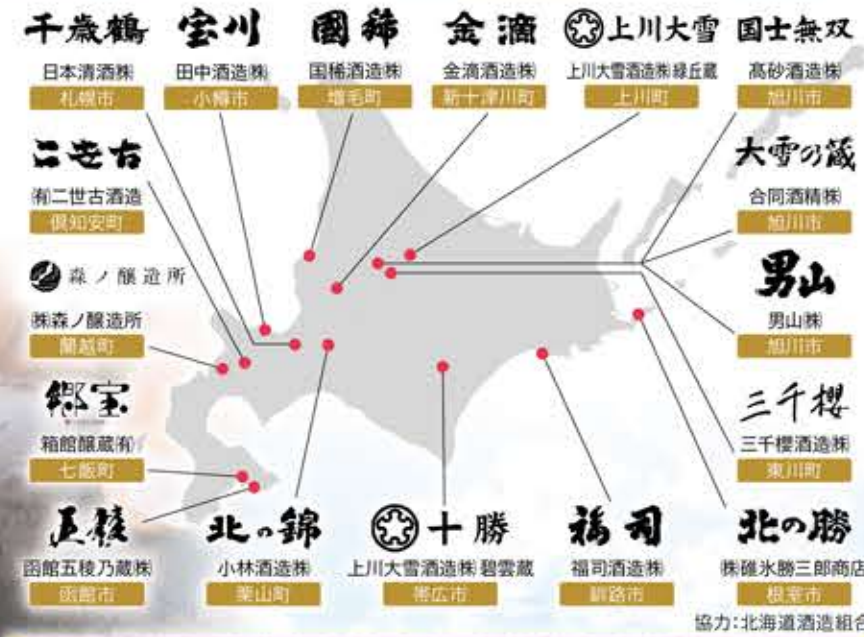 千歳鶴
日本清酒㈱
札幌市
宝川
田中酒造㈱
小樽市
國稀
国稀酒造㈱
増毛町
金滴
金滴酒造㈱
新十津川町
上川大雪
上川大雪酒造㈱緑丘蔵
上川町
国士無双
髙砂酒造㈱
旭川市
二世古
㈲二世古酒造
倶知安町
大雪の蔵
合同酒精㈱
旭川市
森ノ醸造所
㈱森ノ醸造所
蘭越町
男山
男山㈱
旭川市
郷宝
箱館醸蔵㈲
七飯町
三千櫻
三千櫻酒造㈱
東川町
五稜
函館五稜乃蔵㈱
函館市
北の錦
小林酒造㈱
栗山町
十勝
上川大雪酒造㈱碧雲蔵
帯広市
福司
福司酒造㈱
釧路市
北の勝
㈱碓氷勝三郎商店
根室市
協力:北海道酒造組合